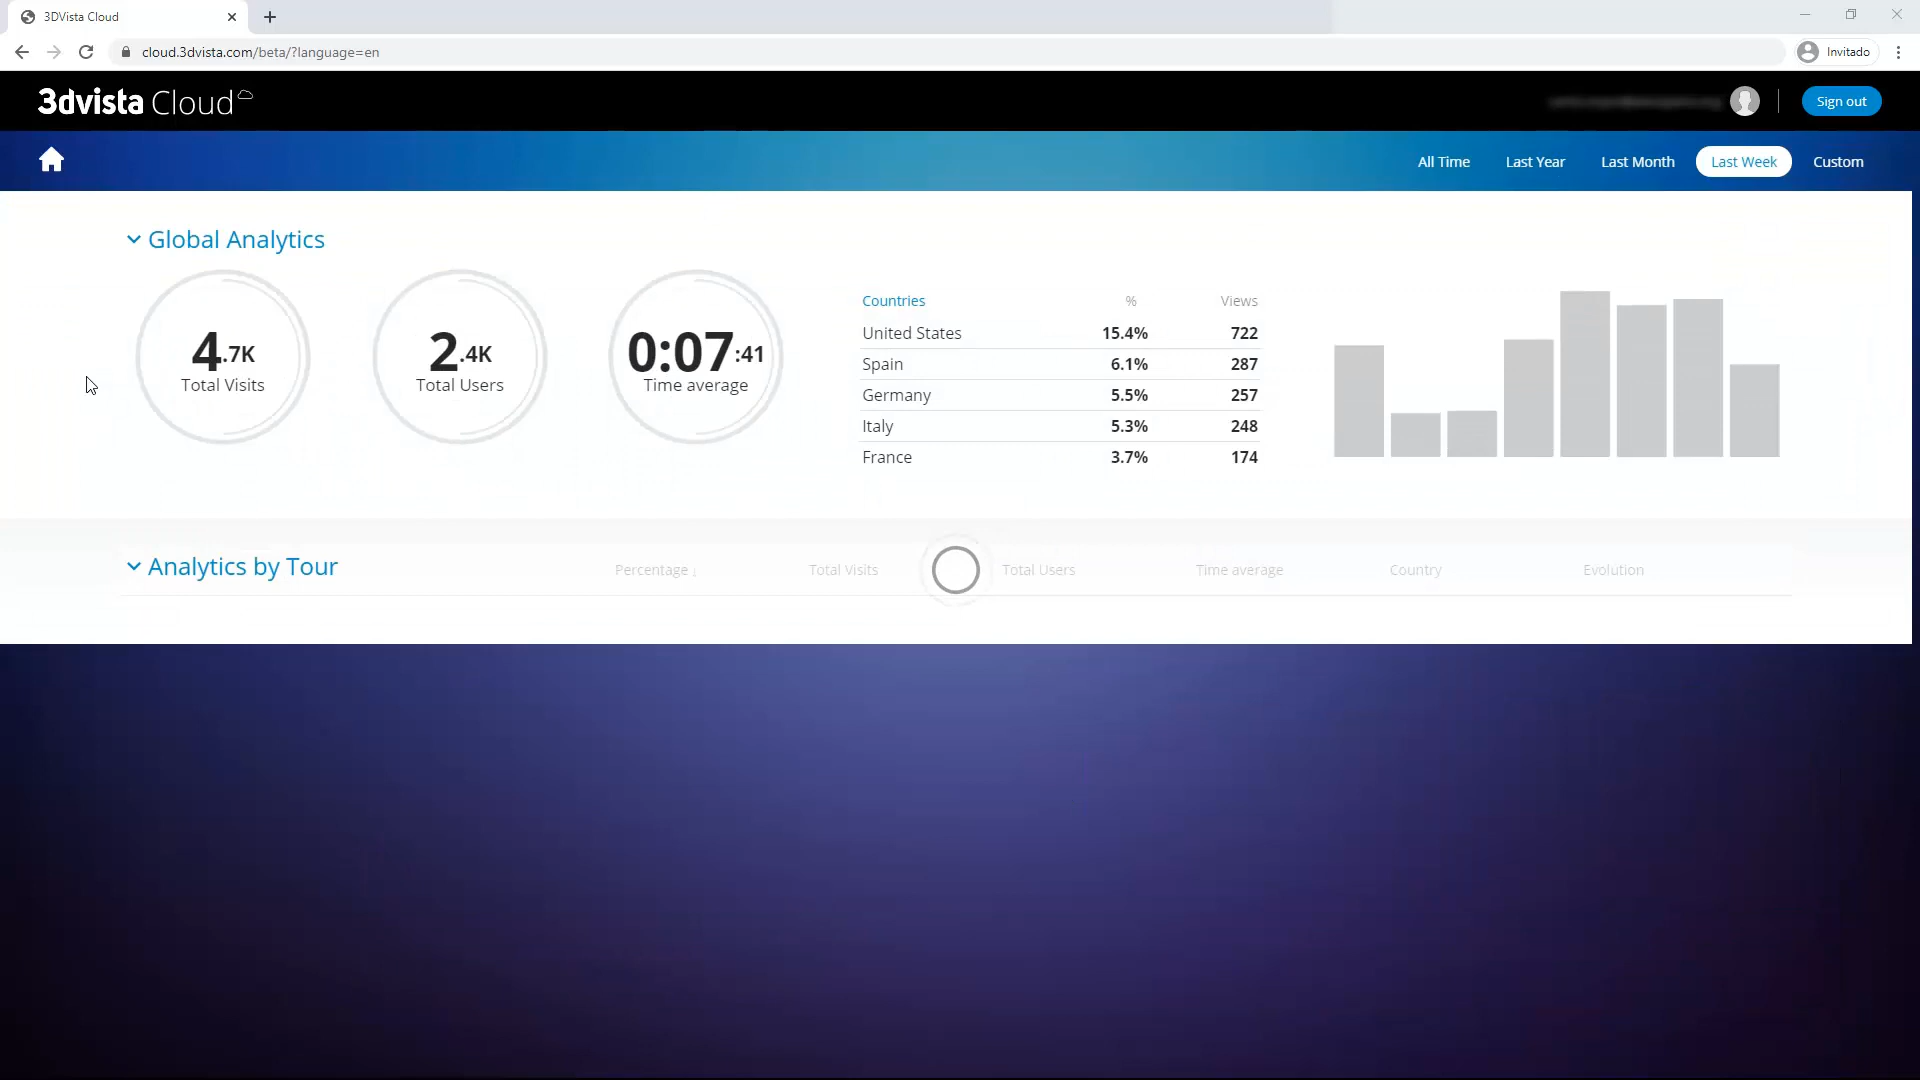 3DVista Cloud
cloud.3dvista.com/beta/?language=en
Invitado
3dvista Cloud
Sign out
All Time Last Year Last Month Last Week Custom
Global Analytics
4.7K
Total Visits
2.4K
Total Users
0:07:41
Time average
Countries % Views
United States 15.4% 722
Spain 6.1% 287
Germany 5.5% 257
Italy 5.3% 248
France 3.7% 174
Analytics by Tour Percentage ↓ Total Visits Total Users Time average Country Evolution